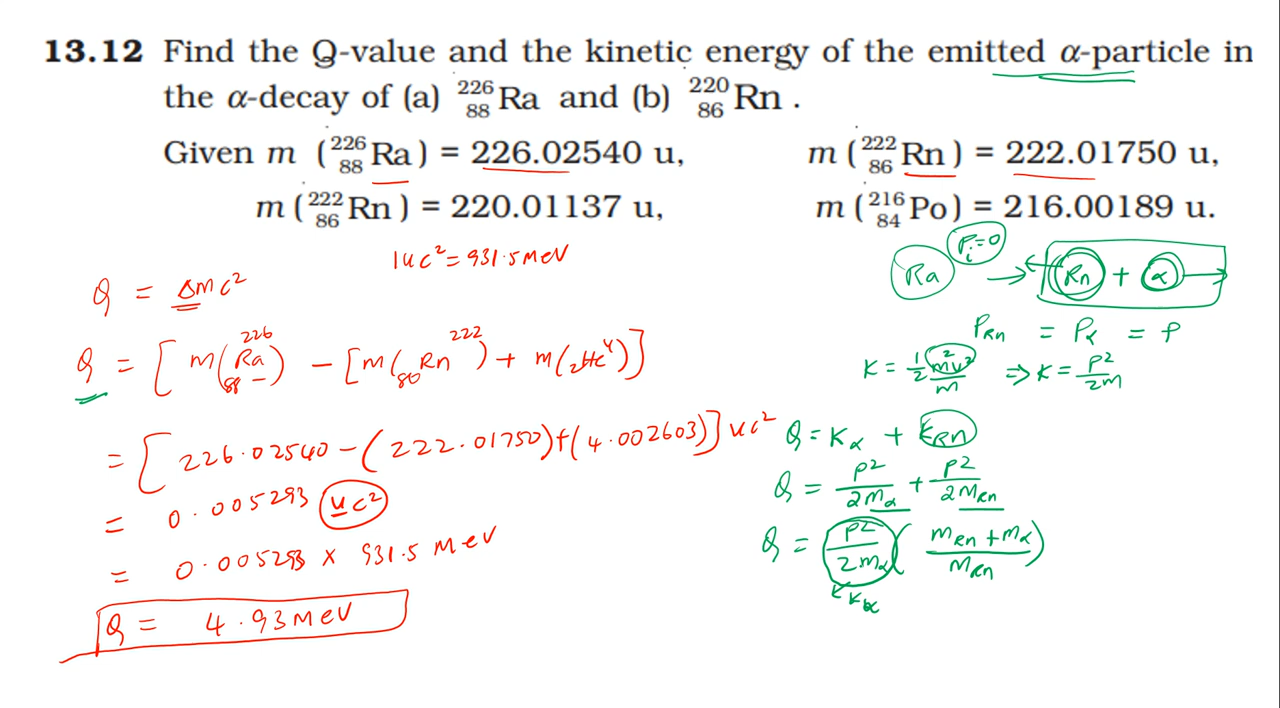 13.12 Find the Q-value and the kinetic energy of the emitted α-particle in
the α-decay of (a) ²²⁶₈₈Ra and (b) ²²⁰₈₆Rn .
Given m (²²⁶₈₈Ra) = 226.02540 u, m (²²²₈₆Rn) = 222.01750 u,
m (²²²₈₆Rn) = 220.01137 u, m (²¹⁶₈₄Po) = 216.00189 u.
1uc² = 931.5 MeV
Q = Δmc²
Q = [m(₈₈Ra²²⁶) − [m(₈₆Rn²²²) + m(₂He⁴)]]
= [226.02540 − (222.01750) + (4.002603)] uc²
= 0.005293 uc²
= 0.005293 × 931.5 MeV
Q = 4.93 MeV
Pᵢ=0
Ra → Rn + α
P_Rn = P_α = P
K = 1/2 m²v²/m ⇒ K = P²/2m
Q = K_α + K_Rn
Q = P²/2m_α + P²/2m_Rn
Q = P²/2m_α (m_Rn + m_α / m_Rn)
K_α